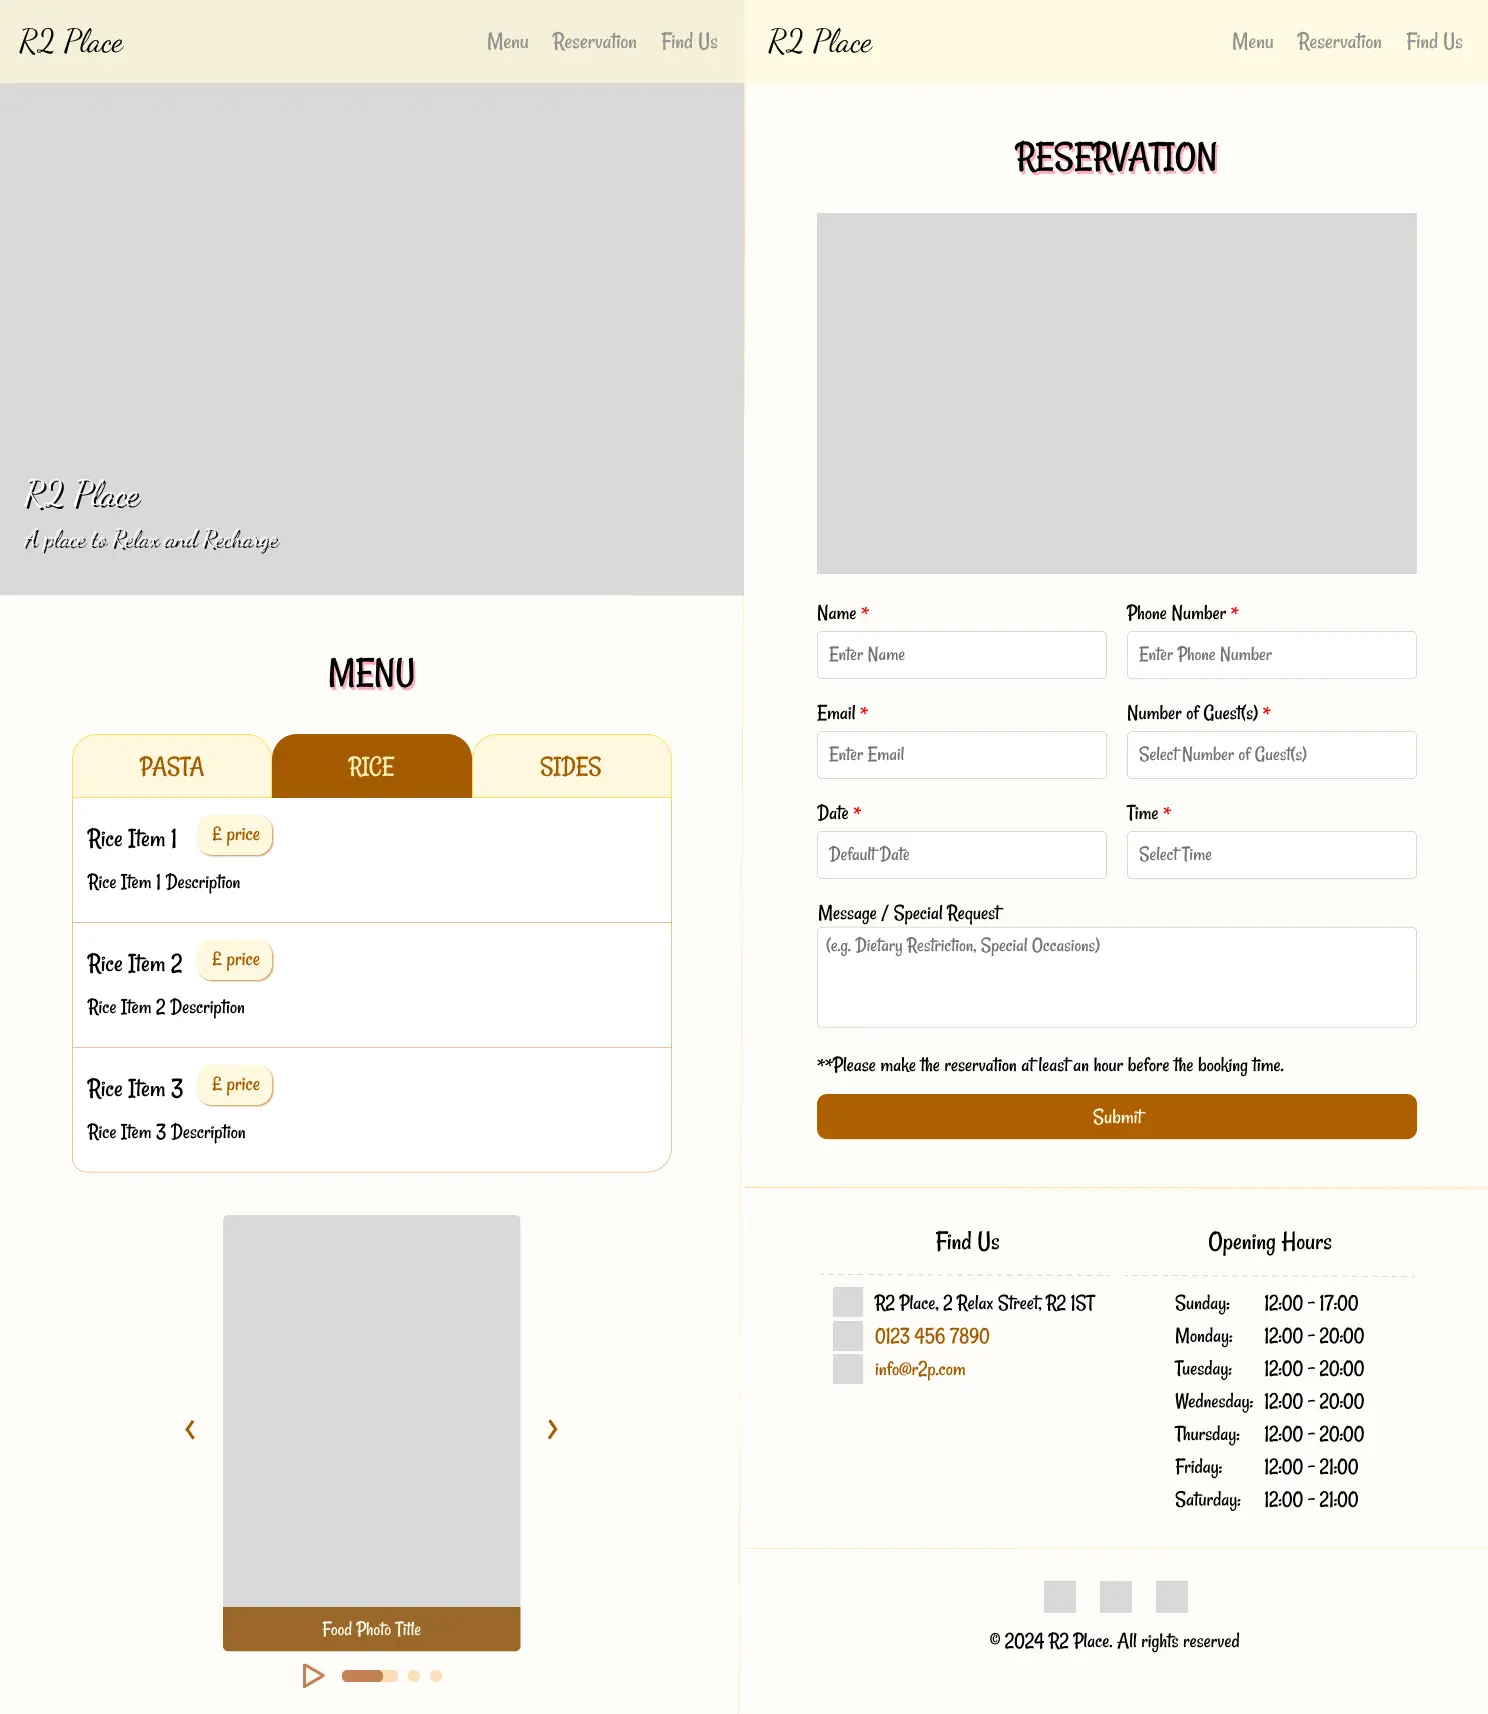 R2 Place
Menu Reservation Find Us
R2 Place
A place to Relax and Recharge
MENU
PASTA RICE SIDES
Rice Item 1 £ price
Rice Item 1 Description
Rice Item 2 £ price
Rice Item 2 Description
Rice Item 3 £ price
Rice Item 3 Description
Food Photo Title
R2 Place
Menu Reservation Find Us
RESERVATION
Name * Phone Number *
Enter Name Enter Phone Number
Email * Number of Guest(s) *
Enter Email Select Number of Guest(s)
Date * Time *
Default Date Select Time
Message / Special Request
(e.g. Dietary Restriction, Special Occasions)
**Please make the reservation at least an hour before the booking time.
Submit
Find Us
R2 Place, 2 Relax Street, R2 1ST
0123 456 7890
info@r2p.com
Opening Hours
Sunday: 12:00 - 17:00
Monday: 12:00 - 20:00
Tuesday: 12:00 - 20:00
Wednesday: 12:00 - 20:00
Thursday: 12:00 - 20:00
Friday: 12:00 - 21:00
Saturday: 12:00 - 21:00
© 2024 R2 Place. All rights reserved